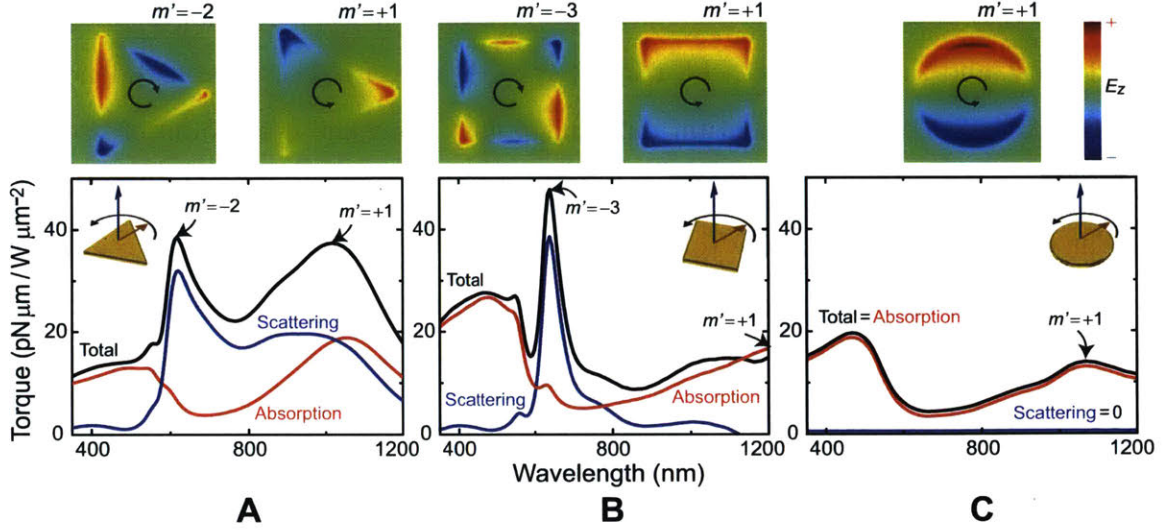 m'=−2
m'=+1
m'=−3
m'=+1
m'=+1
+
E_z
−
Torque (pN μm / W μm⁻²)
40
20
0
m'=−2
m'=+1
Total
Scattering
Absorption
400
800
1200
40
20
0
m'=−3
Total
m'=+1
Scattering
Absorption
400
800
1200
40
20
0
Total = Absorption
m'=+1
Scattering = 0
400
800
1200
Wavelength (nm)
A
B
C